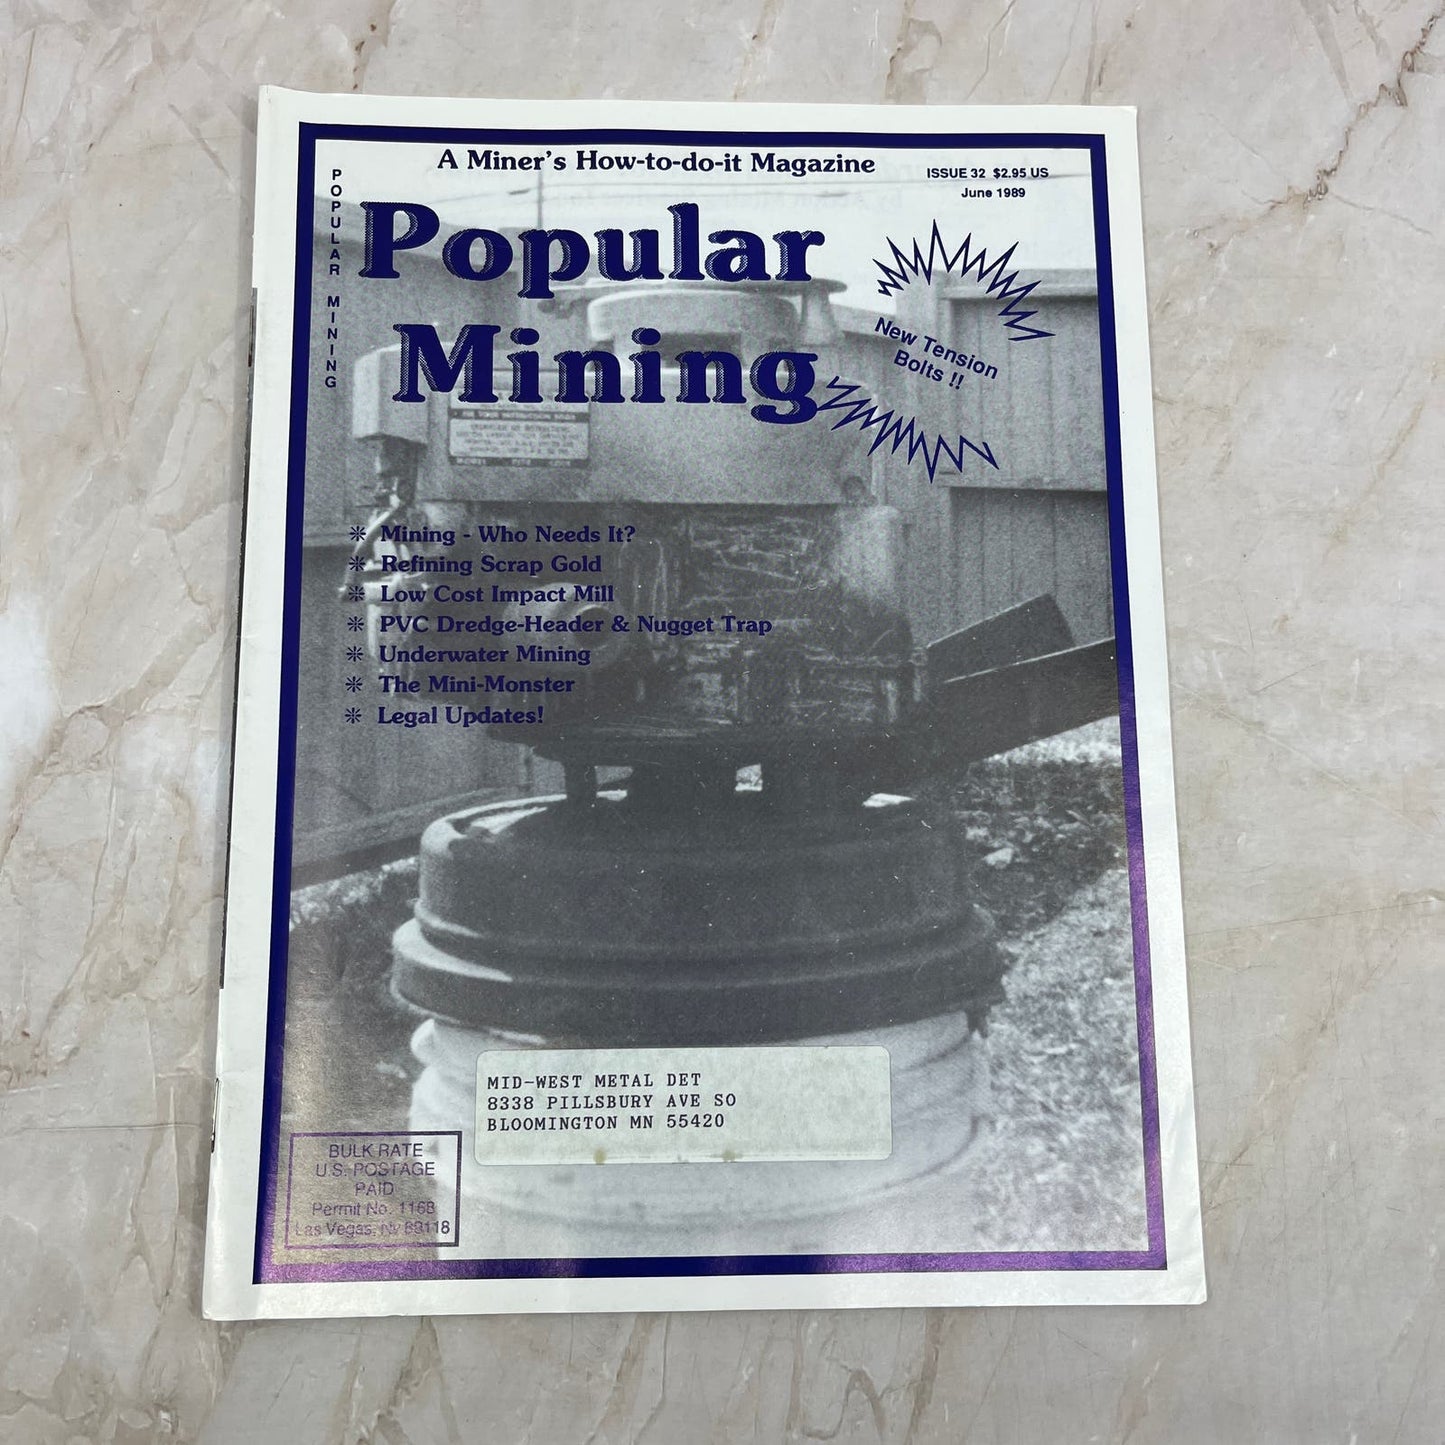 A Miner's How-to-do-it Magazine
ISSUE 32 $2.95 US
June 1989
POPULAR MINING
Popular
Mining
New Tension
Bolts !!
❊ Mining - Who Needs It?
❊ Refining Scrap Gold
❊ Low Cost Impact Mill
❊ PVC Dredge-Header & Nugget Trap
❊ Underwater Mining
❊ The Mini-Monster
❊ Legal Updates!
MID-WEST METAL DET
8338 PILLSBURY AVE SO
BLOOMINGTON MN 55420
BULK RATE
U.S. POSTAGE
PAID
Permit No. 1168
Las Vegas, Nv 89118